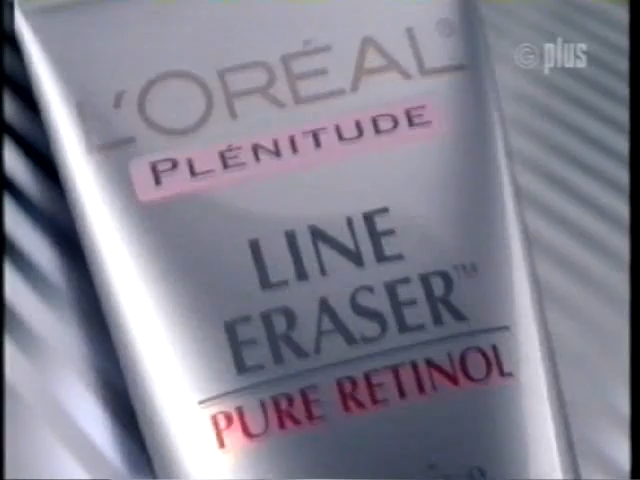 L'ORÉAL®
PLÉNITUDE
LINE
ERASER™
PURE RETINOL
G plus